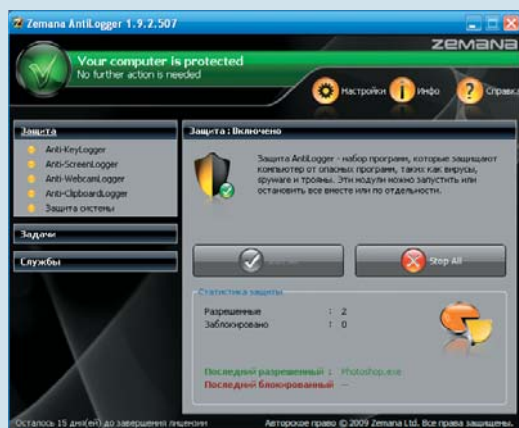 Zemana AntiLogger 1.9.2.507
ZEMANA
Your computer is protected
No further action is needed
Настройки
Инфо
Справка
Защита
Anti-KeyLogger
Anti-ScreenLogger
Anti-WebcamLogger
Anti-ClipboardLogger
Защита системы
Задачи
Службы
Защита : Включено
Защита AntiLogger - набор программ, которые защищают
компьютер от опасных программ, таких как вирусы,
spyware и трояны. Эти модули можно запустить или
остановить все вместе или по отдельности.
Stop All
Статистика защиты
Разрешенные : 2
Заблокировано : 0
Последний разрешенный : Photoshop.exe
Последний блокированный ---
Осталось 15 дня(ей) до завершения лицензии
Авторское право © 2009 Zemana Ltd. Все права защищены.